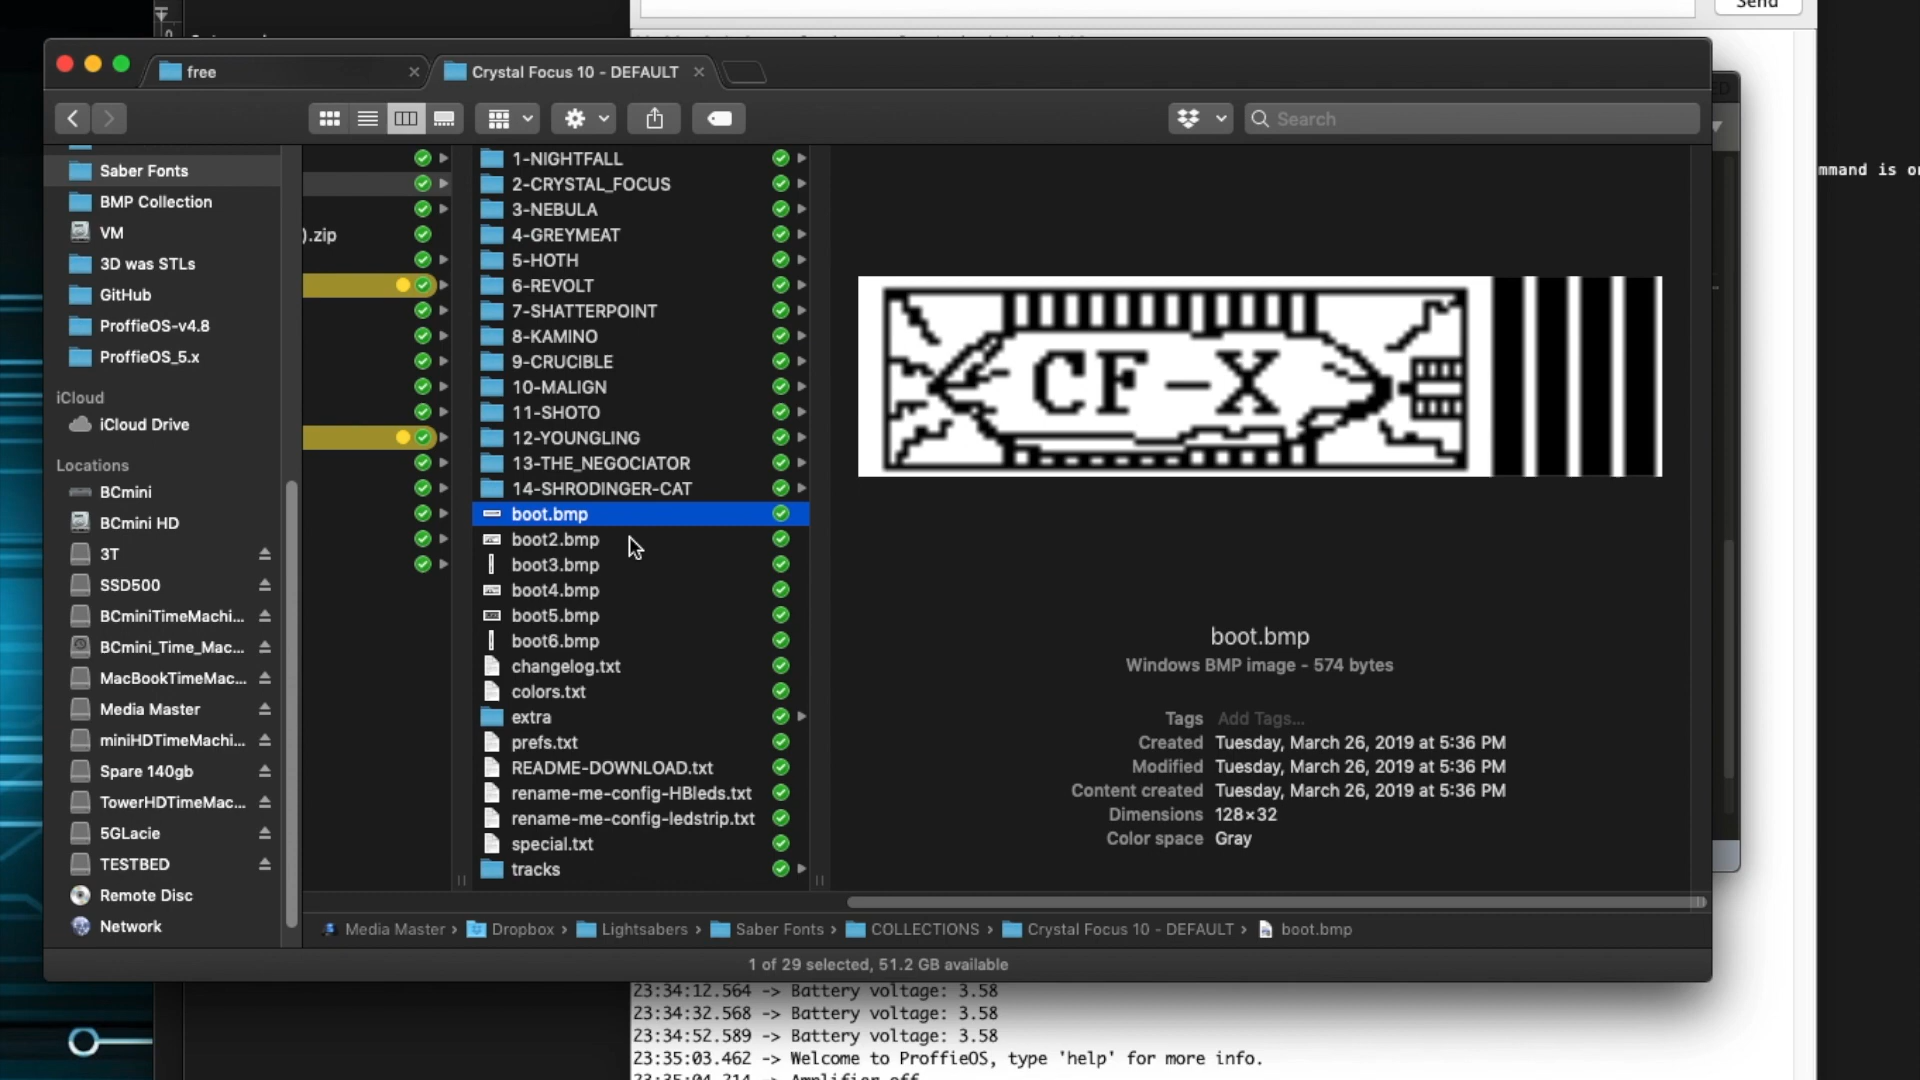 Send
free
Crystal Focus 10 - DEFAULT
Search
Saber Fonts
BMP Collection
VM
3D was STLs
GitHub
ProffieOS-v4.8
ProffieOS_5.x
iCloud
iCloud Drive
Locations
BCmini
BCmini HD
3T
SSD500
BCminiTimeMachi...
BCmini_Time_Mac...
MacBookTimeMac...
Media Master
miniHDTimeMachi...
Spare 140gb
TowerHDTimeMac...
5GLacie
TESTBED
Remote Disc
Network
).zip
1-NIGHTFALL
2-CRYSTAL_FOCUS
3-NEBULA
4-GREYMEAT
5-HOTH
6-REVOLT
7-SHATTERPOINT
8-KAMINO
9-CRUCIBLE
10-MALIGN
11-SHOTO
12-YOUNGLING
13-THE_NEGOCIATOR
14-SHRODINGER-CAT
boot.bmp
boot2.bmp
boot3.bmp
boot4.bmp
boot5.bmp
boot6.bmp
changelog.txt
colors.txt
extra
prefs.txt
README-DOWNLOAD.txt
rename-me-config-HBleds.txt
rename-me-config-ledstrip.txt
special.txt
tracks
CF-X
boot.bmp
Windows BMP image - 574 bytes
Tags Add Tags...
Created Tuesday, March 26, 2019 at 5:36 PM
Modified Tuesday, March 26, 2019 at 5:36 PM
Content created Tuesday, March 26, 2019 at 5:36 PM
Dimensions 128×32
Color space Gray
mmand is o
Media Master › Dropbox › Lightsabers › Saber Fonts › COLLECTIONS › Crystal Focus 10 - DEFAULT › boot.bmp
1 of 29 selected, 51.2 GB available
23:34:12.564 -> Battery voltage: 3.58
23:34:32.568 -> Battery voltage: 3.58
23:34:52.589 -> Battery voltage: 3.58
23:35:03.462 -> Welcome to ProffieOS, type 'help' for more info.
23:35:04.214 -> Amplifier off